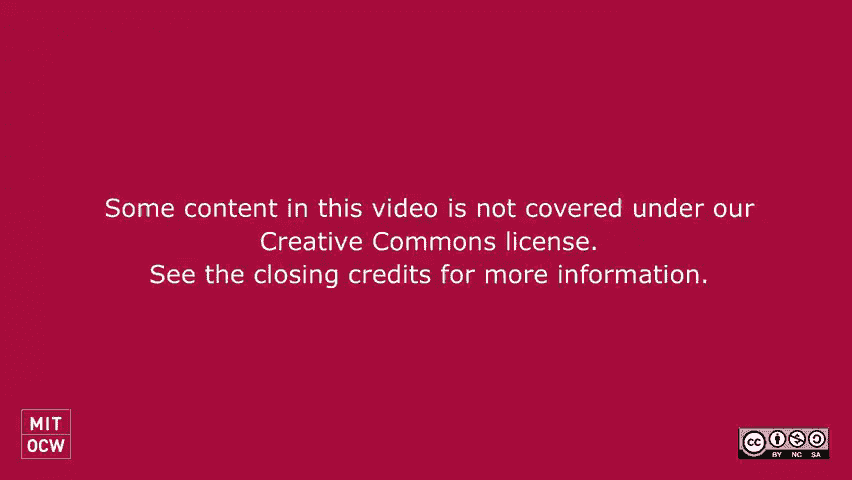 Some content in this video is not covered under our
Creative Commons license.
See the closing credits for more information.
MIT
OCW
cc
BY NC SA